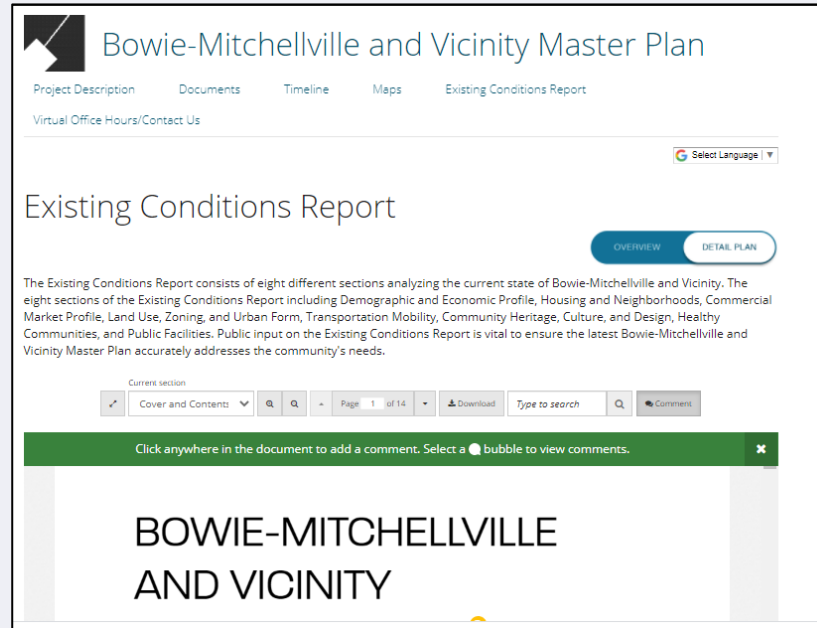 Bowie-Mitchellville and Vicinity Master Plan
Project Description Documents Timeline Maps Existing Conditions Report
Virtual Office Hours/Contact Us
Select Language ▼
Existing Conditions Report
OVERVIEW DETAIL PLAN
The Existing Conditions Report consists of eight different sections analyzing the current state of Bowie-Mitchellville and Vicinity. The
eight sections of the Existing Conditions Report including Demographic and Economic Profile, Housing and Neighborhoods, Commercial
Market Profile, Land Use, Zoning, and Urban Form, Transportation Mobility, Community Heritage, Culture, and Design, Healthy
Communities, and Public Facilities. Public input on the Existing Conditions Report is vital to ensure the latest Bowie-Mitchellville and
Vicinity Master Plan accurately addresses the community's needs.
Current section
Cover and Contents Page 1 of 14 Download Type to search Comment
Click anywhere in the document to add a comment. Select a bubble to view comments.
BOWIE-MITCHELLVILLE
AND VICINITY